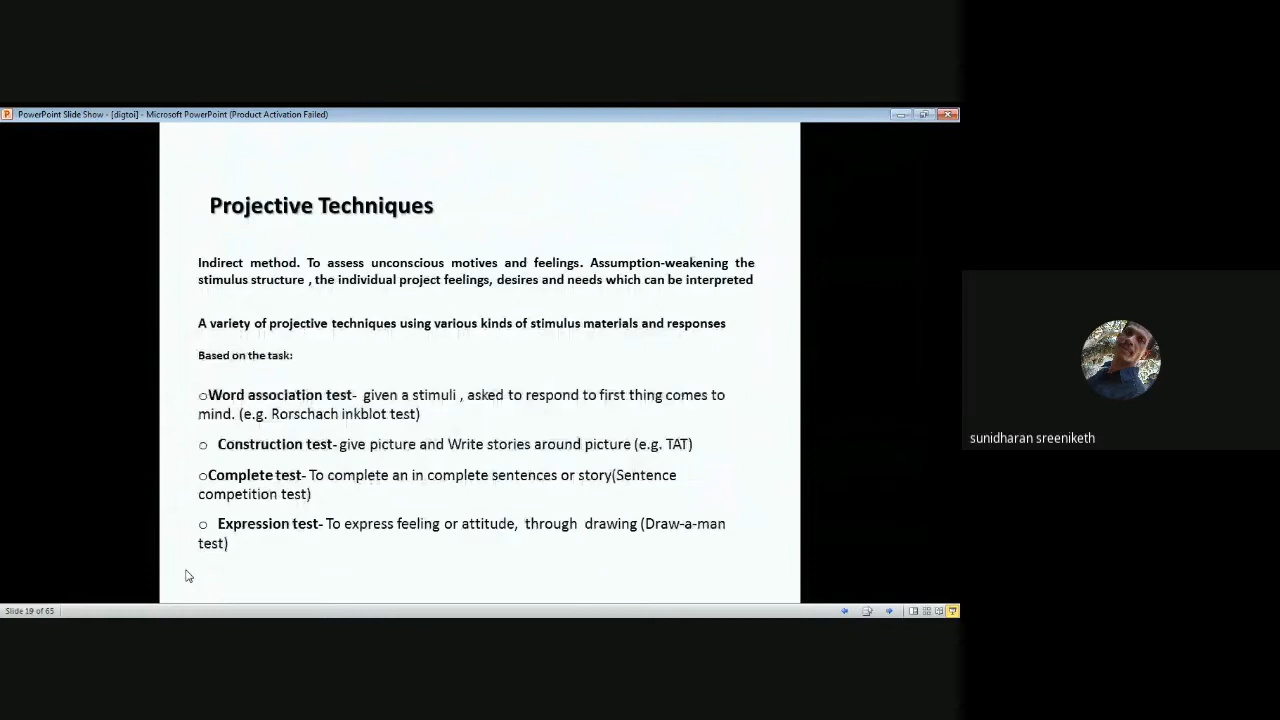 PowerPoint Slide Show - [digtoi] - Microsoft PowerPoint (Product Activation Failed)
Projective Techniques
Indirect method. To assess unconscious motives and feelings. Assumption-weakening the
stimulus structure , the individual project feelings, desires and needs which can be interpreted
A variety of projective techniques using various kinds of stimulus materials and responses
Based on the task:
oWord association test- given a stimuli , asked to respond to first thing comes to
mind. (e.g. Rorschach inkblot test)
o Construction test- give picture and Write stories around picture (e.g. TAT)
oComplete test- To complete an in complete sentences or story(Sentence
competition test)
o Expression test- To express feeling or attitude, through drawing (Draw-a-man
test)
sunidharan sreeniketh
Slide 19 of 65